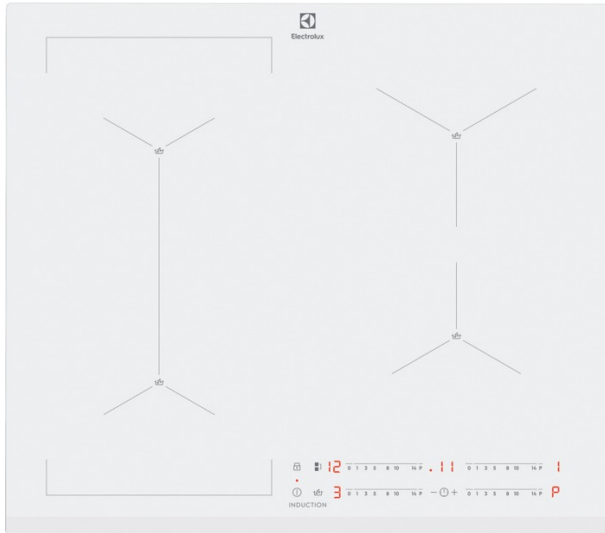 Electrolux
12 0 1 3 5 8 10 14 P .11 0 1 3 5 8 10 14 P 1
3 0 1 3 5 8 10 14 P − + 0 1 3 5 8 10 14 P P
INDUCTION